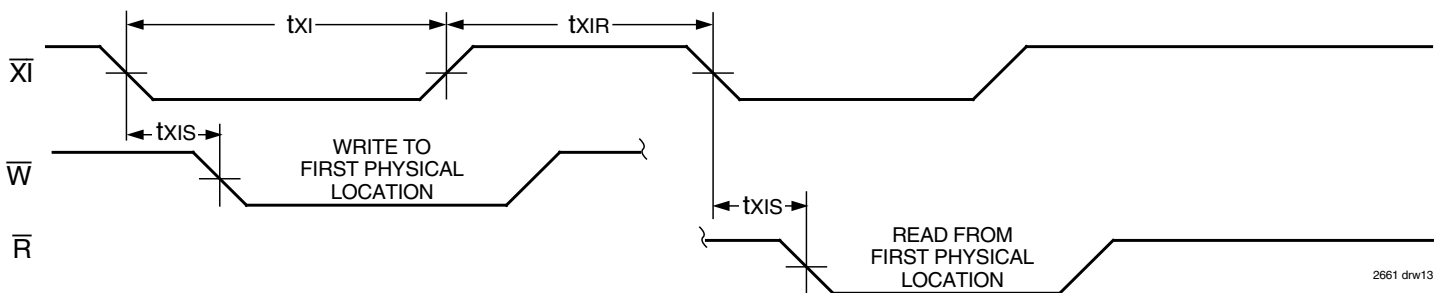 tXI
tXIR
XI
tXIS
W
WRITE TO
FIRST PHYSICAL
LOCATION
tXIS
R
READ FROM
FIRST PHYSICAL
LOCATION
2661 drw13